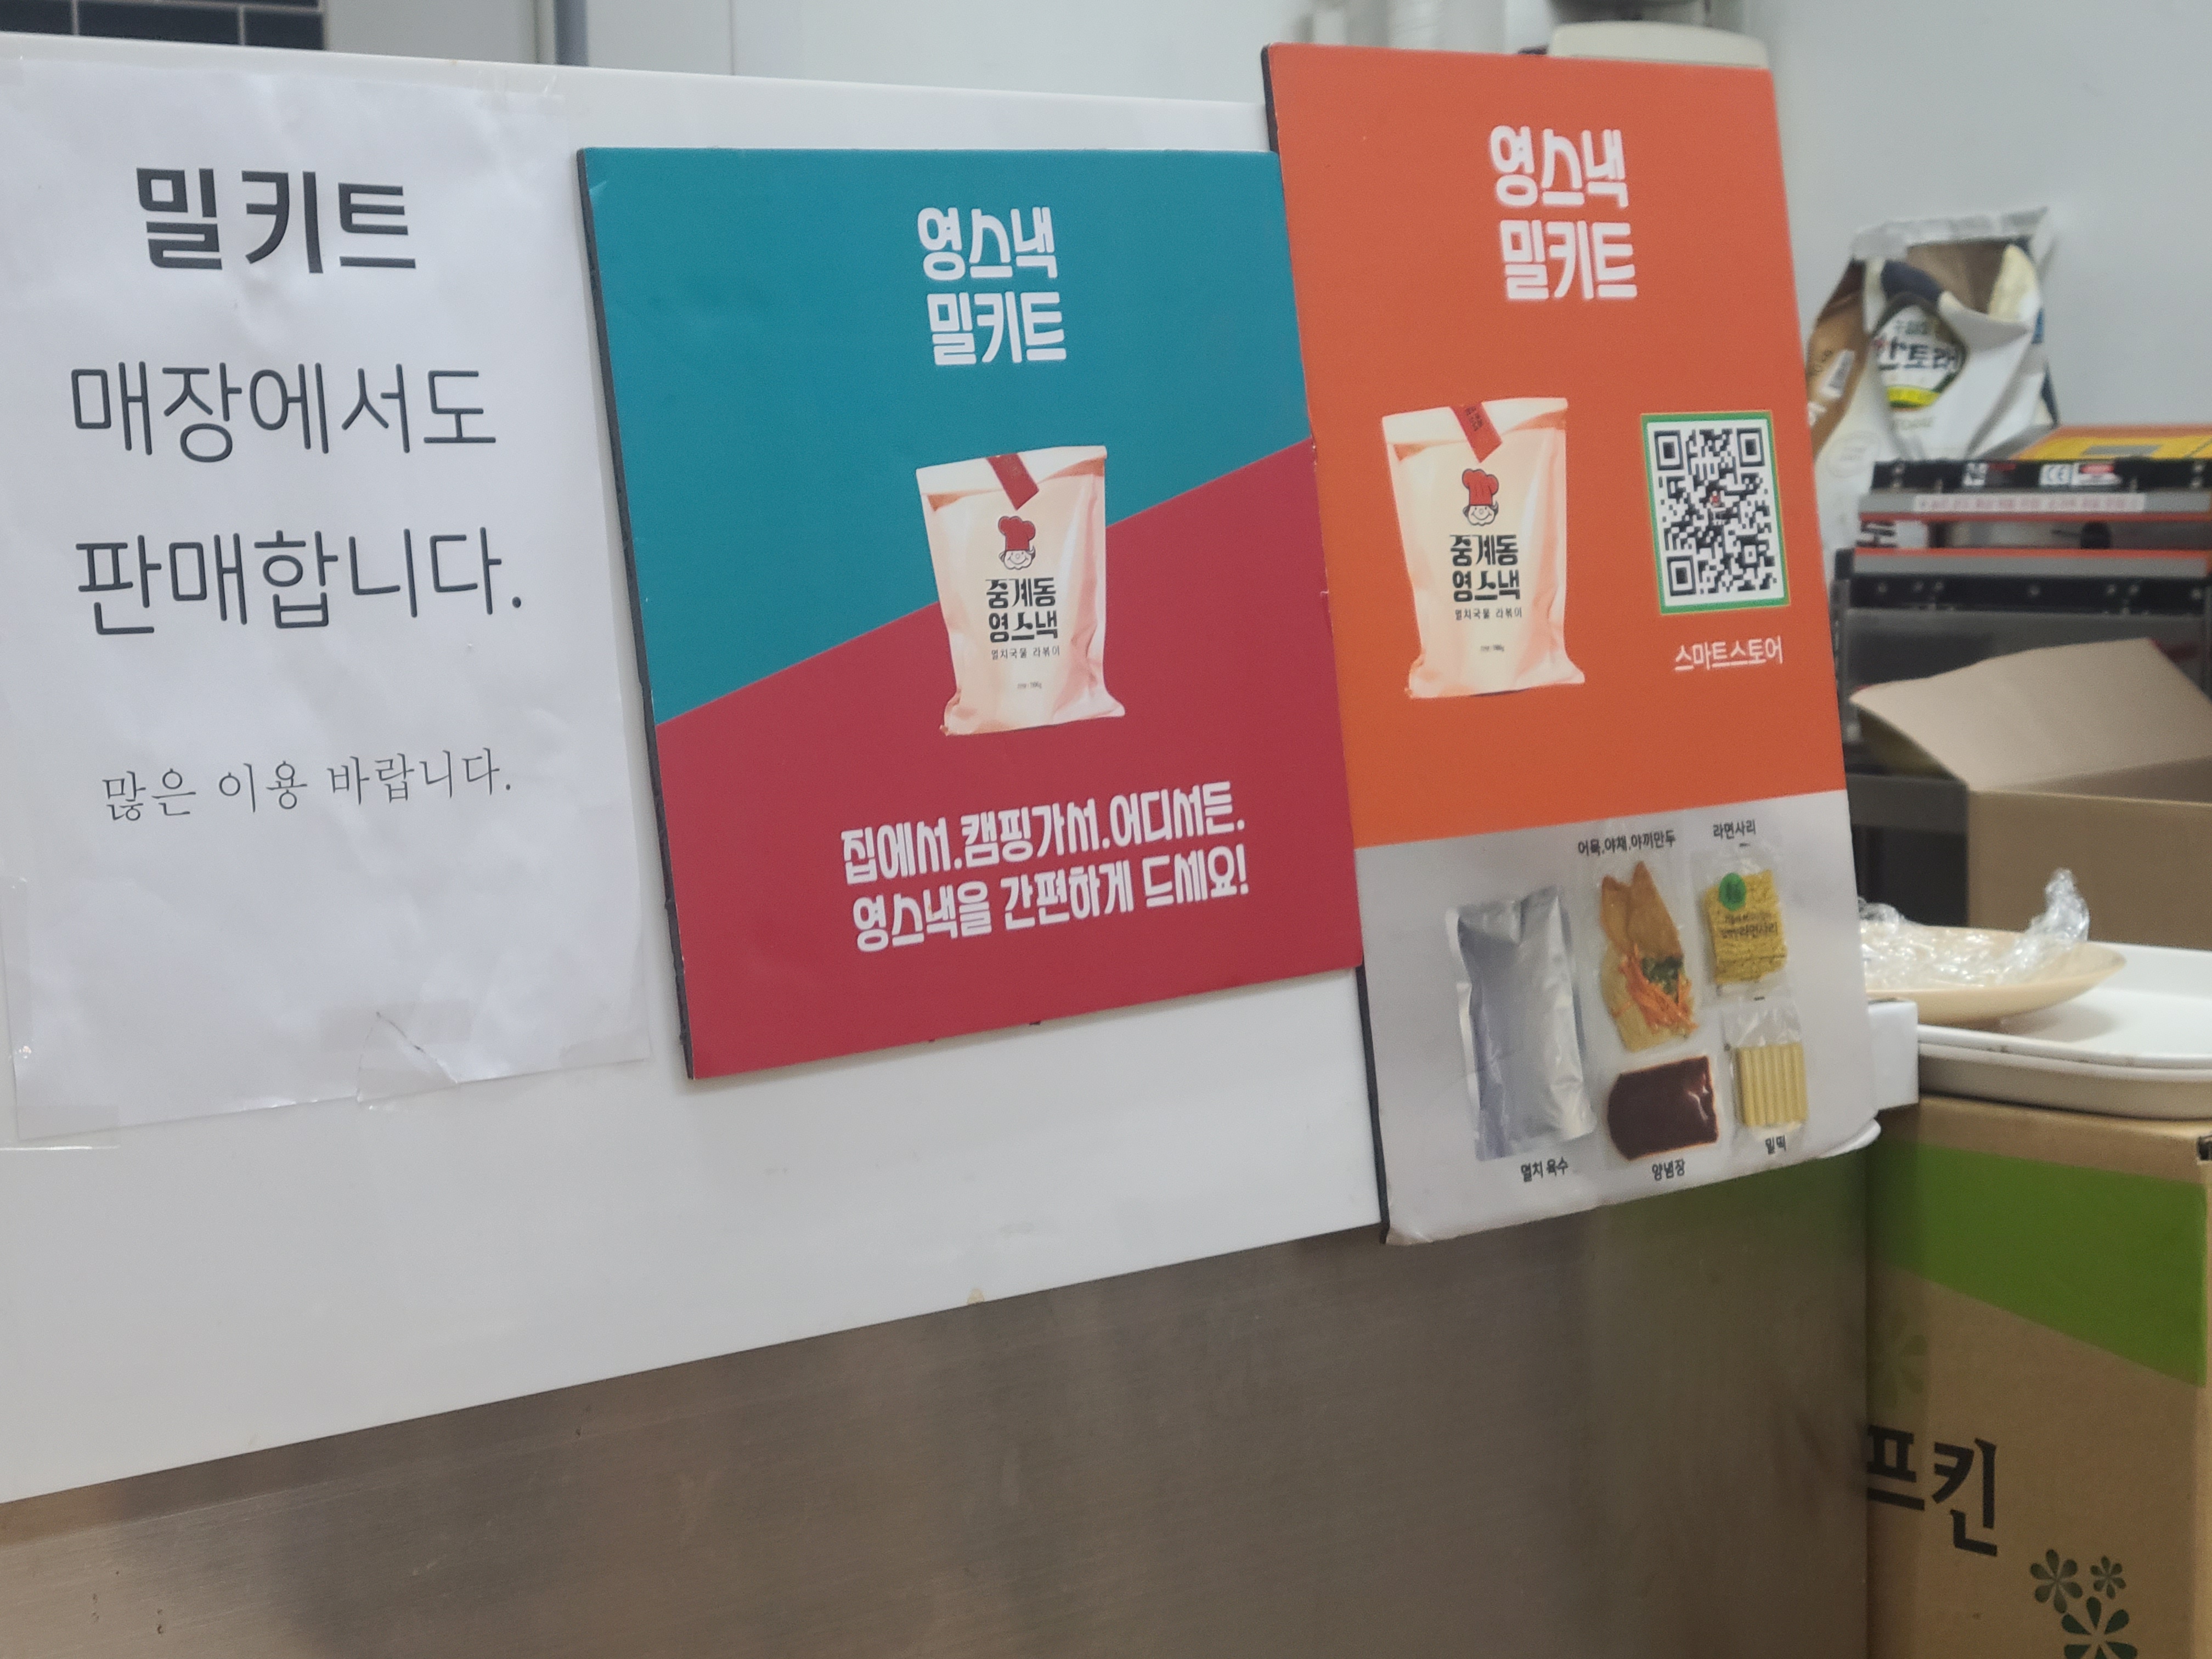 밀키트
매장에서도
판매합니다.
많은 이용 바랍니다.
영스낵
밀키트
중계동
영스낵
멸치국물 라볶이
집에서.캠핑가서.어디서든.
영스낵을 간편하게 드세요!
영스낵
밀키트
중계동
영스낵
멸치국물 라볶이
스마트스토어
어묵.야채.야끼만두
라면사리
라면사리
멸치 육수
양념장
밀떡
프킨